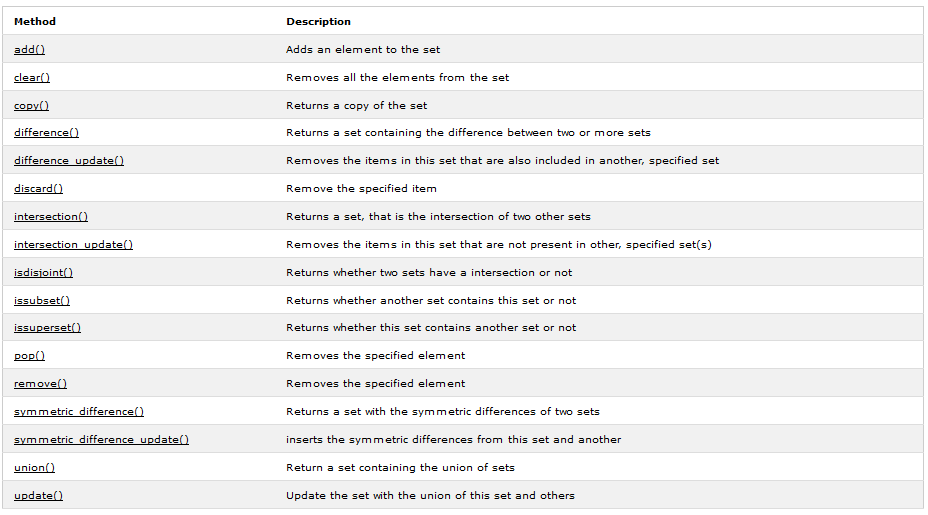 Method Description
add() Adds an element to the set
clear() Removes all the elements from the set
copy() Returns a copy of the set
difference() Returns a set containing the difference between two or more sets
difference_update() Removes the items in this set that are also included in another, specified set
discard() Remove the specified item
intersection() Returns a set, that is the intersection of two other sets
intersection_update() Removes the items in this set that are not present in other, specified set(s)
isdisjoint() Returns whether two sets have a intersection or not
issubset() Returns whether another set contains this set or not
issuperset() Returns whether this set contains another set or not
pop() Removes the specified element
remove() Removes the specified element
symmetric_difference() Returns a set with the symmetric differences of two sets
symmetric_difference_update() inserts the symmetric differences from this set and another
union() Return a set containing the union of sets
update() Update the set with the union of this set and others